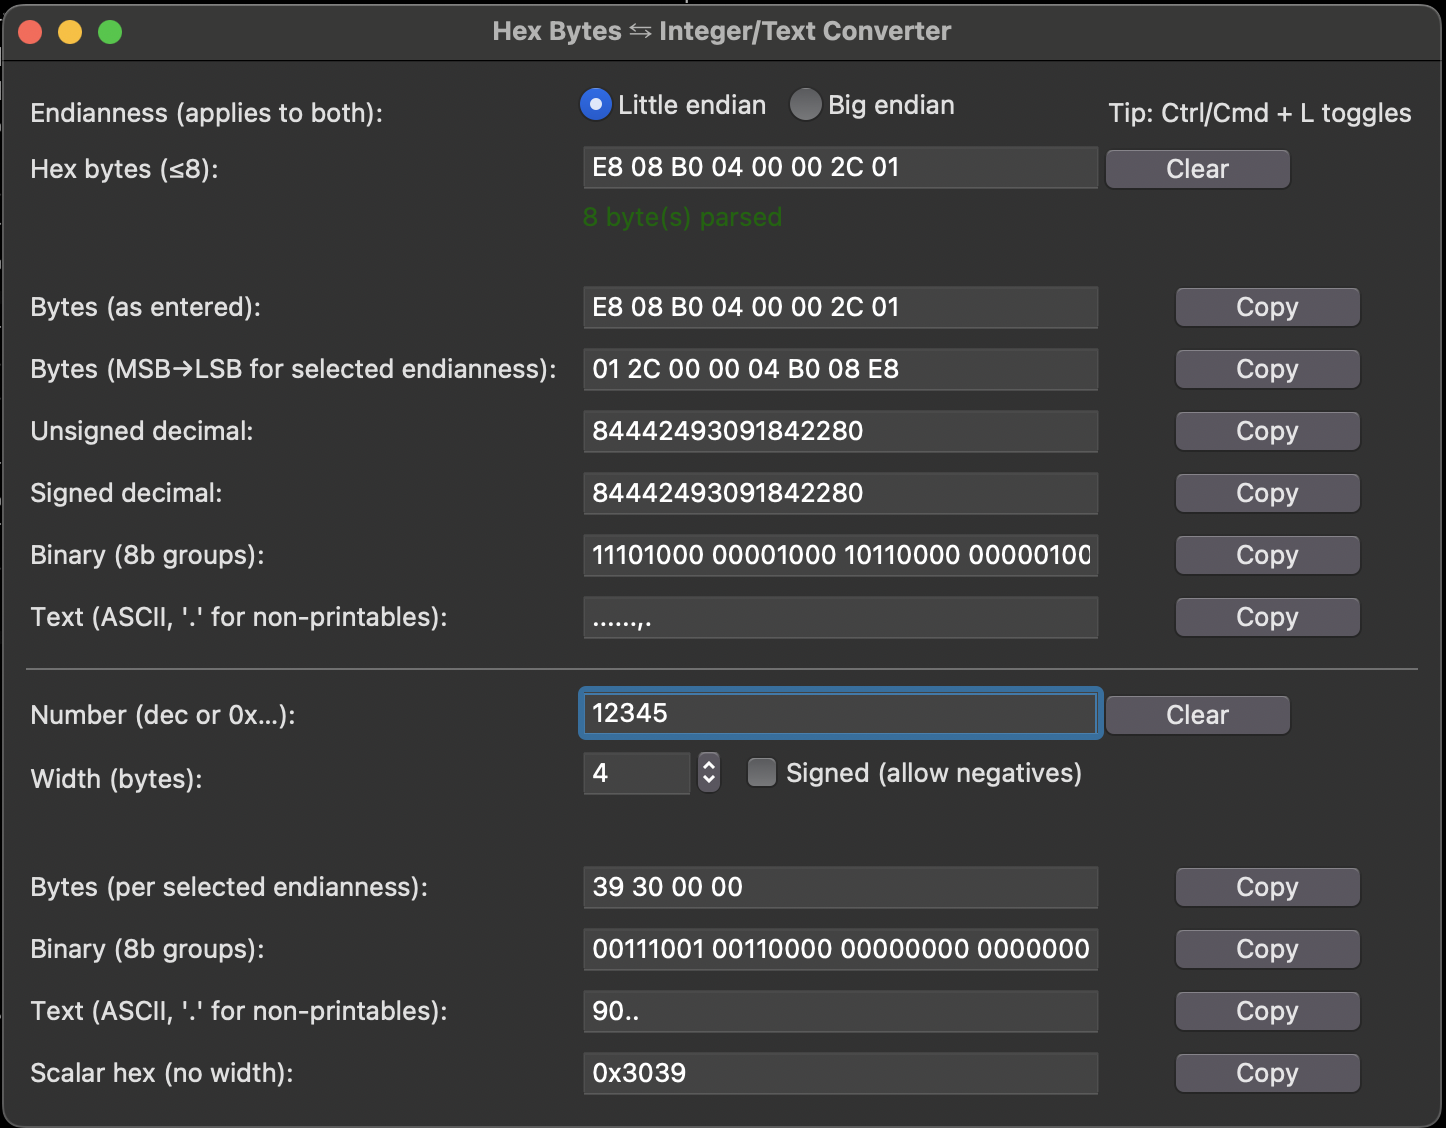 Hex Bytes ⇆ Integer/Text Converter
Endianness (applies to both): Little endian Big endian Tip: Ctrl/Cmd + L toggles
Hex bytes (≤8): E8 08 B0 04 00 00 2C 01 Clear
8 byte(s) parsed
Bytes (as entered): E8 08 B0 04 00 00 2C 01 Copy
Bytes (MSB→LSB for selected endianness): 01 2C 00 00 04 B0 08 E8 Copy
Unsigned decimal: 84442493091842280 Copy
Signed decimal: 84442493091842280 Copy
Binary (8b groups): 11101000 00001000 10110000 00000100 Copy
Text (ASCII, '.' for non-printables): ......,. Copy
Number (dec or 0x...): 12345 Clear
Width (bytes): 4 Signed (allow negatives)
Bytes (per selected endianness): 39 30 00 00 Copy
Binary (8b groups): 00111001 00110000 00000000 0000000 Copy
Text (ASCII, '.' for non-printables): 90.. Copy
Scalar hex (no width): 0x3039 Copy